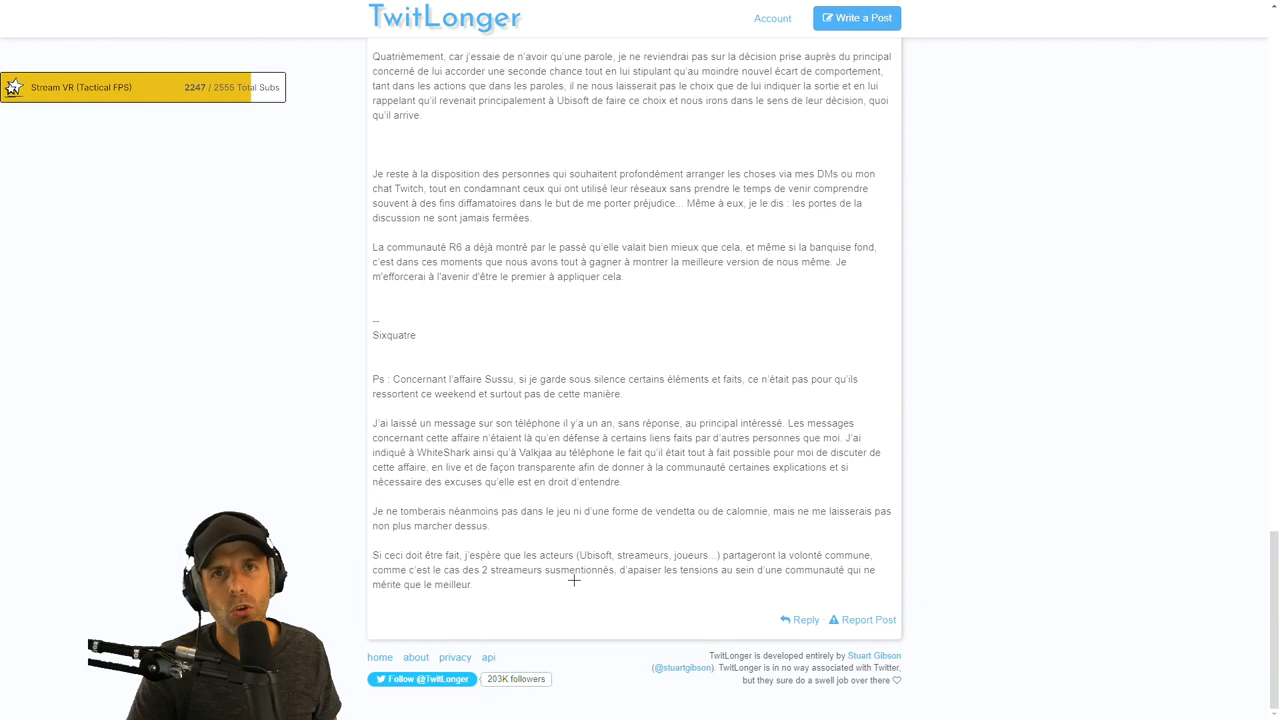 TwitLonger
Account
Write a Post
Quatrièmement, car j'essaie de n'avoir qu'une parole, je ne reviendrai pas sur la décision prise auprès du principal
concerné de lui accorder une seconde chance tout en lui stipulant qu'au moindre nouvel écart de comportement,
tant dans les actions que dans les paroles, il ne nous laisserait pas le choix que de lui indiquer la sortie et en lui
rappelant qu'il revenait principalement à Ubisoft de faire ce choix et nous irons dans le sens de leur décision, quoi
qu'il arrive.
Stream VR (Tactical FPS)
2247 / 2555 Total Subs
Je reste à la disposition des personnes qui souhaitent profondément arranger les choses via mes DMs ou mon
chat Twitch, tout en condamnant ceux qui ont utilisé leur réseaux sans prendre le temps de venir comprendre
souvent à des fins diffamatoires dans le but de me porter préjudice... Même à eux, je le dis : les portes de la
discussion ne sont jamais fermées.
La communauté R6 a déjà montré par le passé qu'elle valait bien mieux que cela, et même si la banquise fond,
c'est dans ces moments que nous avons tout à gagner à montrer la meilleure version de nous même. Je
m'efforcerai à l'avenir d'être le premier à appliquer cela.
--
Sixquatre
Ps : Concernant l'affaire Sussu, si je garde sous silence certains éléments et faits, ce n'était pas pour qu'ils
ressortent ce weekend et surtout pas de cette manière.
J'ai laissé un message sur son téléphone il y'a un an, sans réponse, au principal intéressé. Les messages
concernant cette affaire n'étaient là qu'en défense à certains liens faits par d'autres personnes que moi. J'ai
indiqué à WhiteShark ainsi qu'à Valkjaa au téléphone le fait qu'il était tout à fait possible pour moi de discuter de
cette affaire, en live et de façon transparente afin de donner à la communauté certaines explications et si
nécessaire des excuses qu'elle est en droit d'entendre.
Je ne tomberais néanmoins pas dans le jeu ni d'une forme de vendetta ou de calomnie, mais ne me laisserais pas
non plus marcher dessus.
Si ceci doit être fait, j'espère que les acteurs (Ubisoft, streameurs, joueurs...) partageront la volonté commune,
comme c'est le cas des 2 streameurs susmentionnés, d'apaiser les tensions au sein d'une communauté qui ne
mérite que le meilleur.
Reply · Report Post
home about privacy api
Follow @TwitLonger
203K followers
TwitLonger is developed entirely by Stuart Gibson
(@stuartgibson). TwitLonger is in no way associated with Twitter,
but they sure do a swell job over there